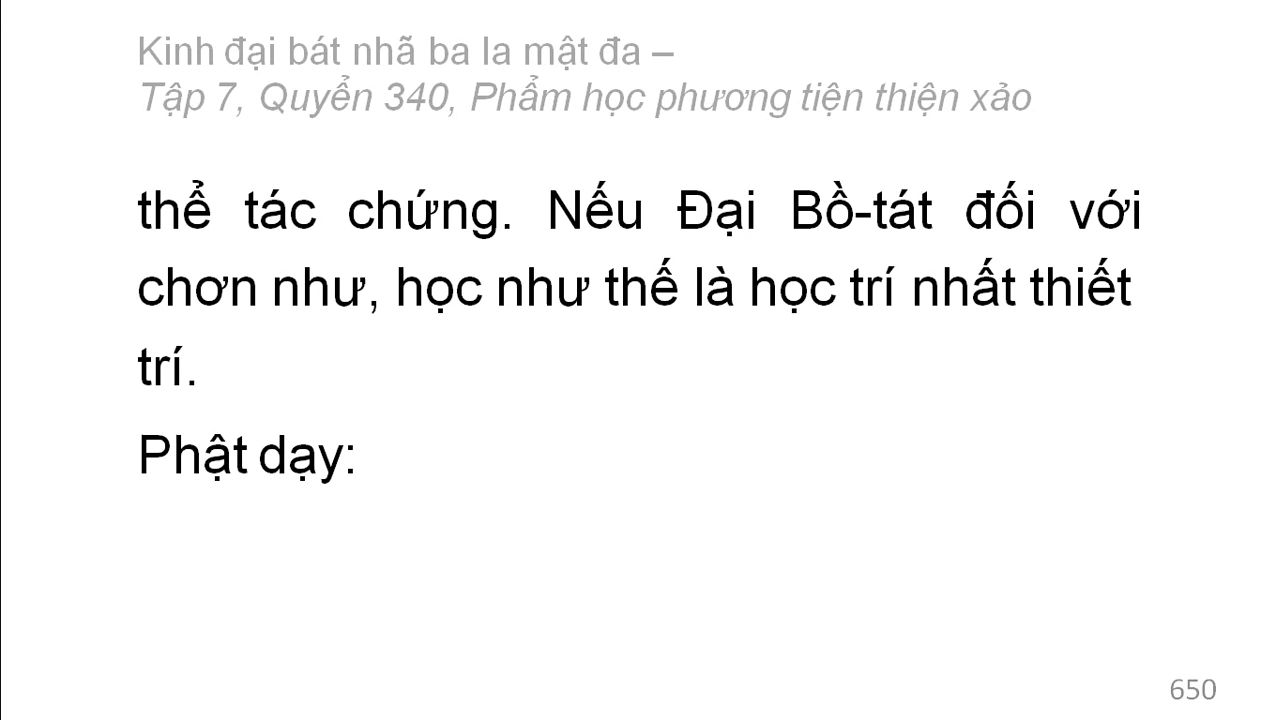 Kinh đại bát nhã ba la mật đa –
Tập 7, Quyển 340, Phẩm học phương tiện thiện xảo
thể tác chứng. Nếu Đại Bồ-tát đối với
chơn như, học như thế là học trí nhất thiết
trí.
Phật dạy:
650